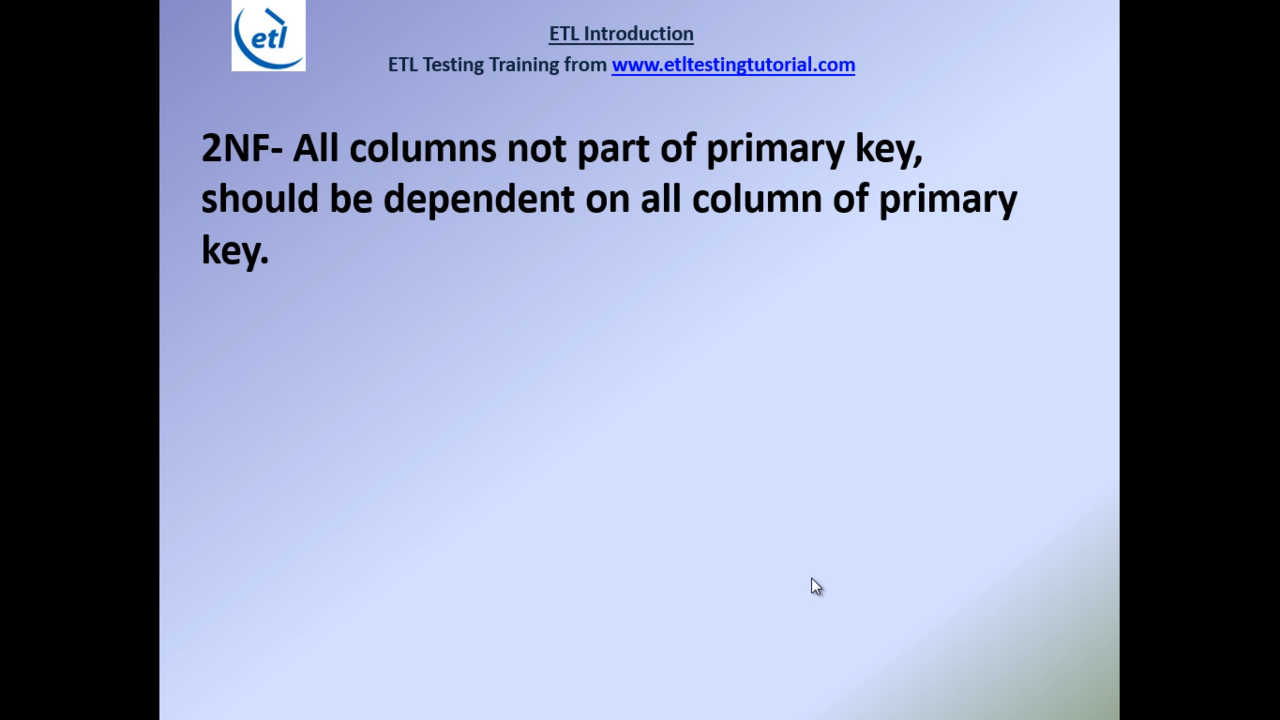 etl
ETL Introduction
ETL Testing Training from www.etltestingtutorial.com
2NF- All columns not part of primary key,
should be dependent on all column of primary
key.